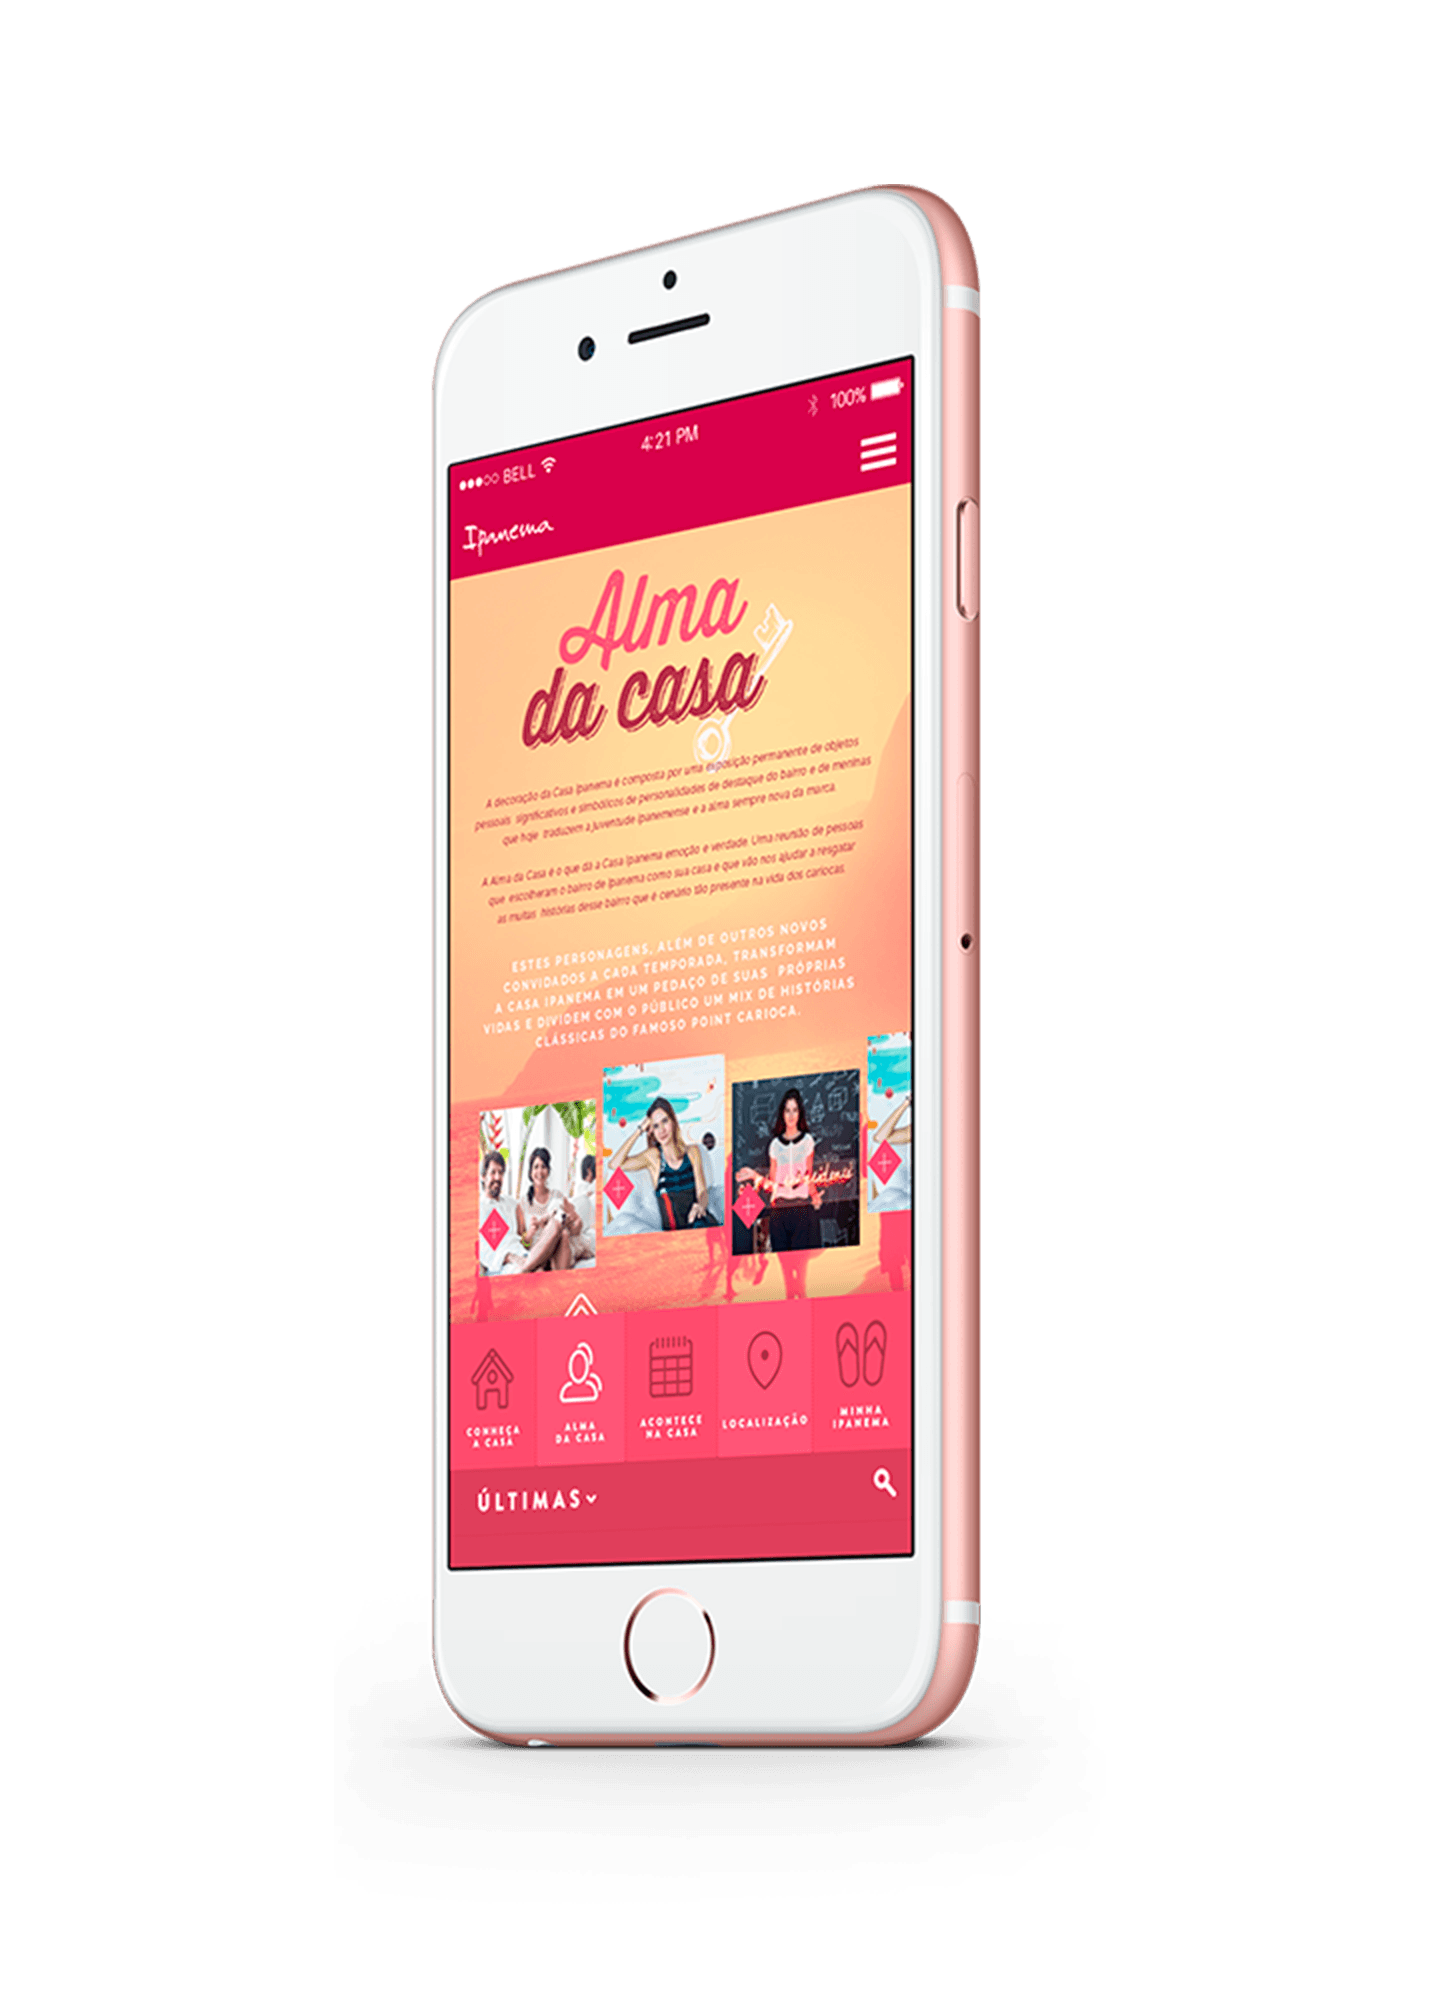 BELL
4:21 PM
100%
Ipanema
Alma
da casa
A decoração da Casa Ipanema é composta por uma exposição permanente de objetos
pessoais significativos e simbólicos de personalidades de destaque do bairro e de meninas
que hoje traduzem a juventude ipanemense e a alma sempre nova da marca.
A Alma da Casa é o que dá a Casa Ipanema emoção e verdade. Uma reunião de pessoas
que escolheram o bairro de Ipanema como sua casa e que vão nos ajudar a resgatar
as muitas histórias desse bairro que é cenário tão presente na vida dos cariocas.
ESTES PERSONAGENS, ALÉM DE OUTROS NOVOS
CONVIDADOS A CADA TEMPORADA, TRANSFORMAM
A CASA IPANEMA EM UM PEDAÇO DE SUAS PRÓPRIAS
VIDAS E DIVIDEM COM O PÚBLICO UM MIX DE HISTÓRIAS
CLÁSSICAS DO FAMOSO POINT CARIOCA.
CONHEÇA
A CASA
ALMA
DA CASA
ACONTECE
NA CASA
LOCALIZAÇÃO
MINHA
IPANEMA
ÚLTIMAS